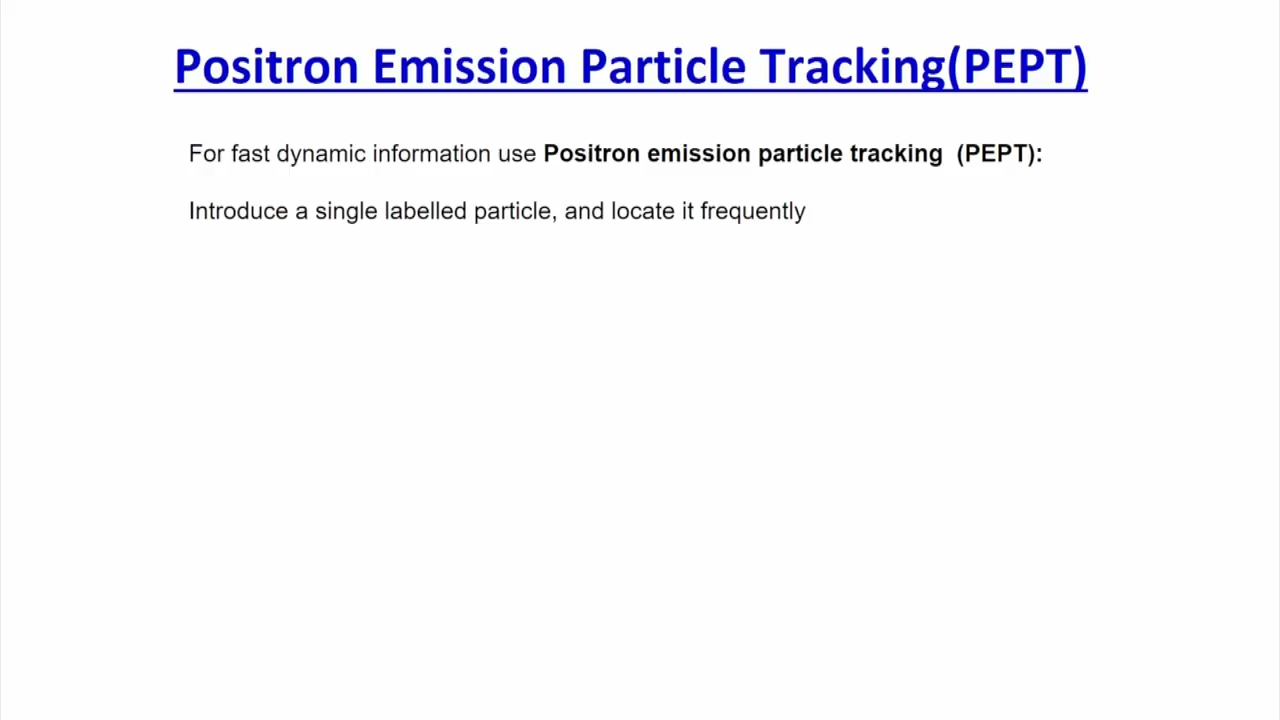 Positron Emission Particle Tracking(PEPT)
For fast dynamic information use Positron emission particle tracking  (PEPT):
Introduce a single labelled particle, and locate it frequently